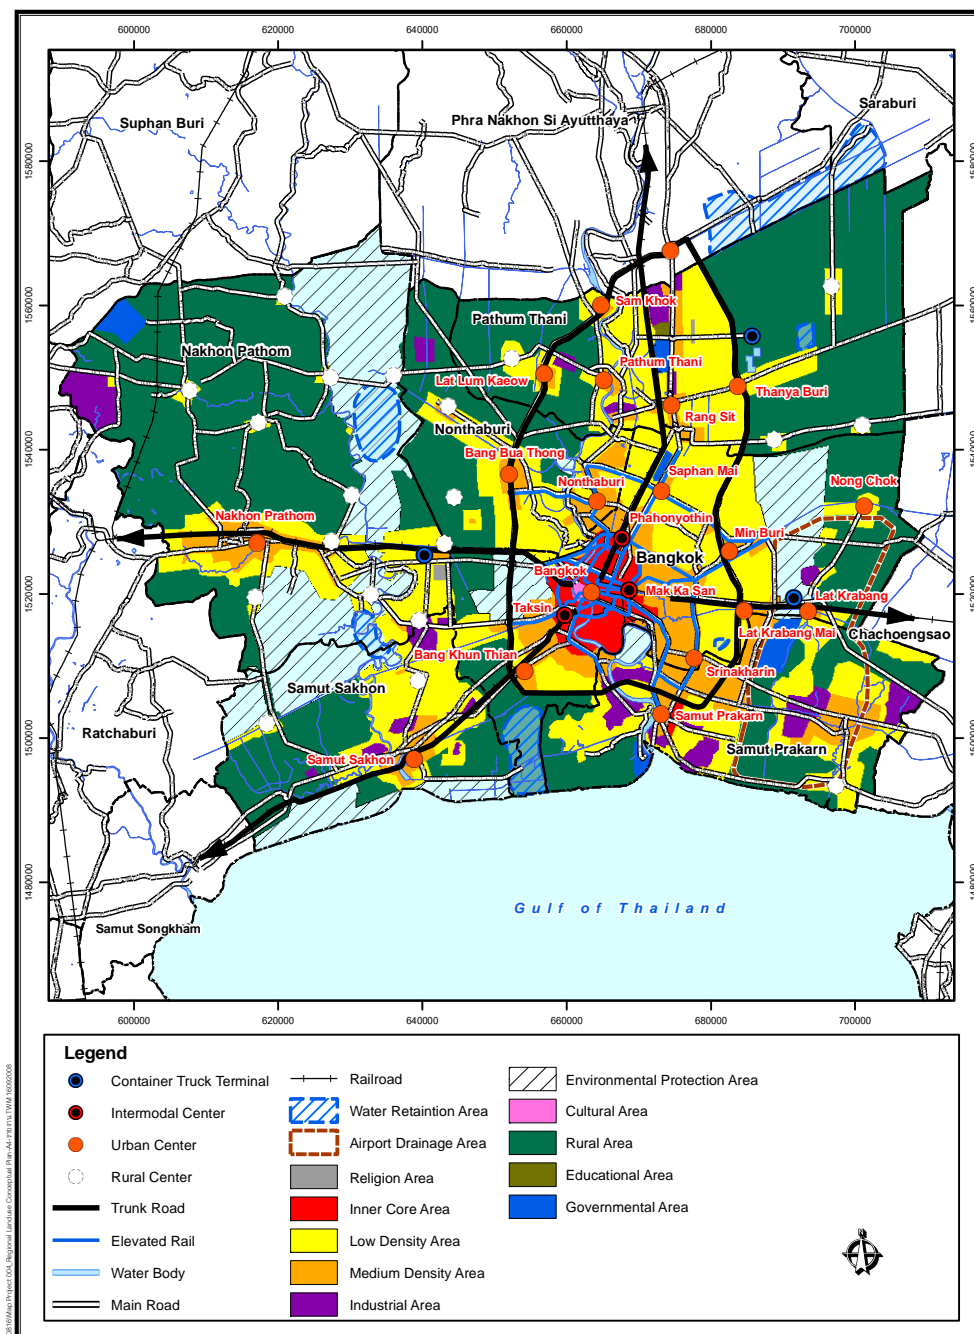 600000 620000 640000 660000 680000 700000
Saraburi
Suphan Buri
Phra Nakhon Si Ayutthaya
1580000
1580000
Sam Khok
1560000
1560000
Pathum Thani
Nakhon Pathom
Pathum Thani
Lat Lum Kaeow
Thanya Buri
Rang Sit
Nonthaburi
1540000
1540000
Bang Bua Thong
Saphan Mai
Nonthaburi
Nong Chok
Nakhon Prathom
Phahonyothin
Min Buri
Bangkok
Bangkok
Mak Ka San
Lat Krabang
1520000
1520000
Taksin
Lat Krabang Mai
Chachoengsao
Bang Khun Thian
Srinakharin
Samut Sakhon
Samut Prakarn
Ratchaburi
1500000
1500000
Samut Sakhon
Samut Prakarn
1480000
1480000
Gulf of Thailand
Samut Songkham
600000 620000 640000 660000 680000 700000
Legend
Container Truck Terminal
Intermodal Center
Urban Center
Rural Center
Trunk Road
Elevated Rail
Water Body
Main Road
Railroad
Water Retaintion Area
Airport Drainage Area
Religion Area
Inner Core Area
Low Density Area
Medium Density Area
Industrial Area
Environmental Protection Area
Cultural Area
Rural Area
Educational Area
Governmental Area